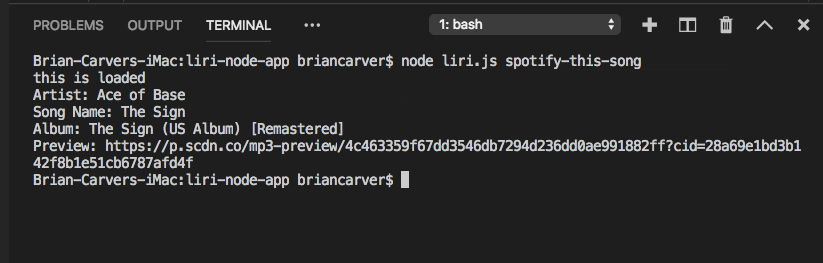 PROBLEMS OUTPUT TERMINAL ••• 1: bash
Brian-Carvers-iMac:liri-node-app briancarver$ node liri.js spotify-this-song
this is loaded
Artist: Ace of Base
Song Name: The Sign
Album: The Sign (US Album) [Remastered]
Preview: https://p.scdn.co/mp3-preview/4c463359f67dd3546db7294d236dd0ae991882ff?cid=28a69e1bd3b1
42f8b1e51cb6787afd4f
Brian-Carvers-iMac:liri-node-app briancarver$